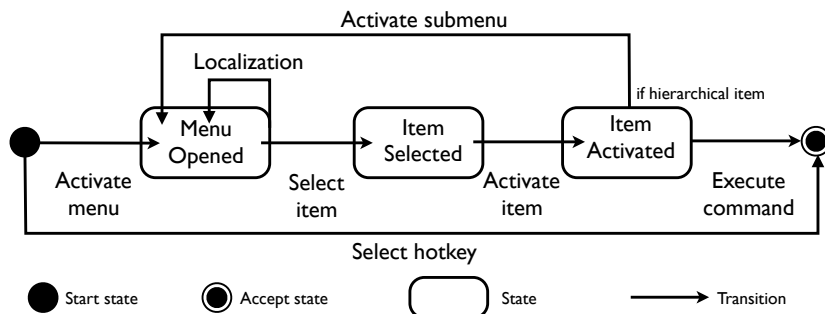 Activate submenu
Localization
if hierarchical item
Menu
Opened
Item
Selected
Item
Activated
Activate
menu
Select
item
Activate
item
Execute
command
Select hotkey
Start state
Accept state
State
Transition